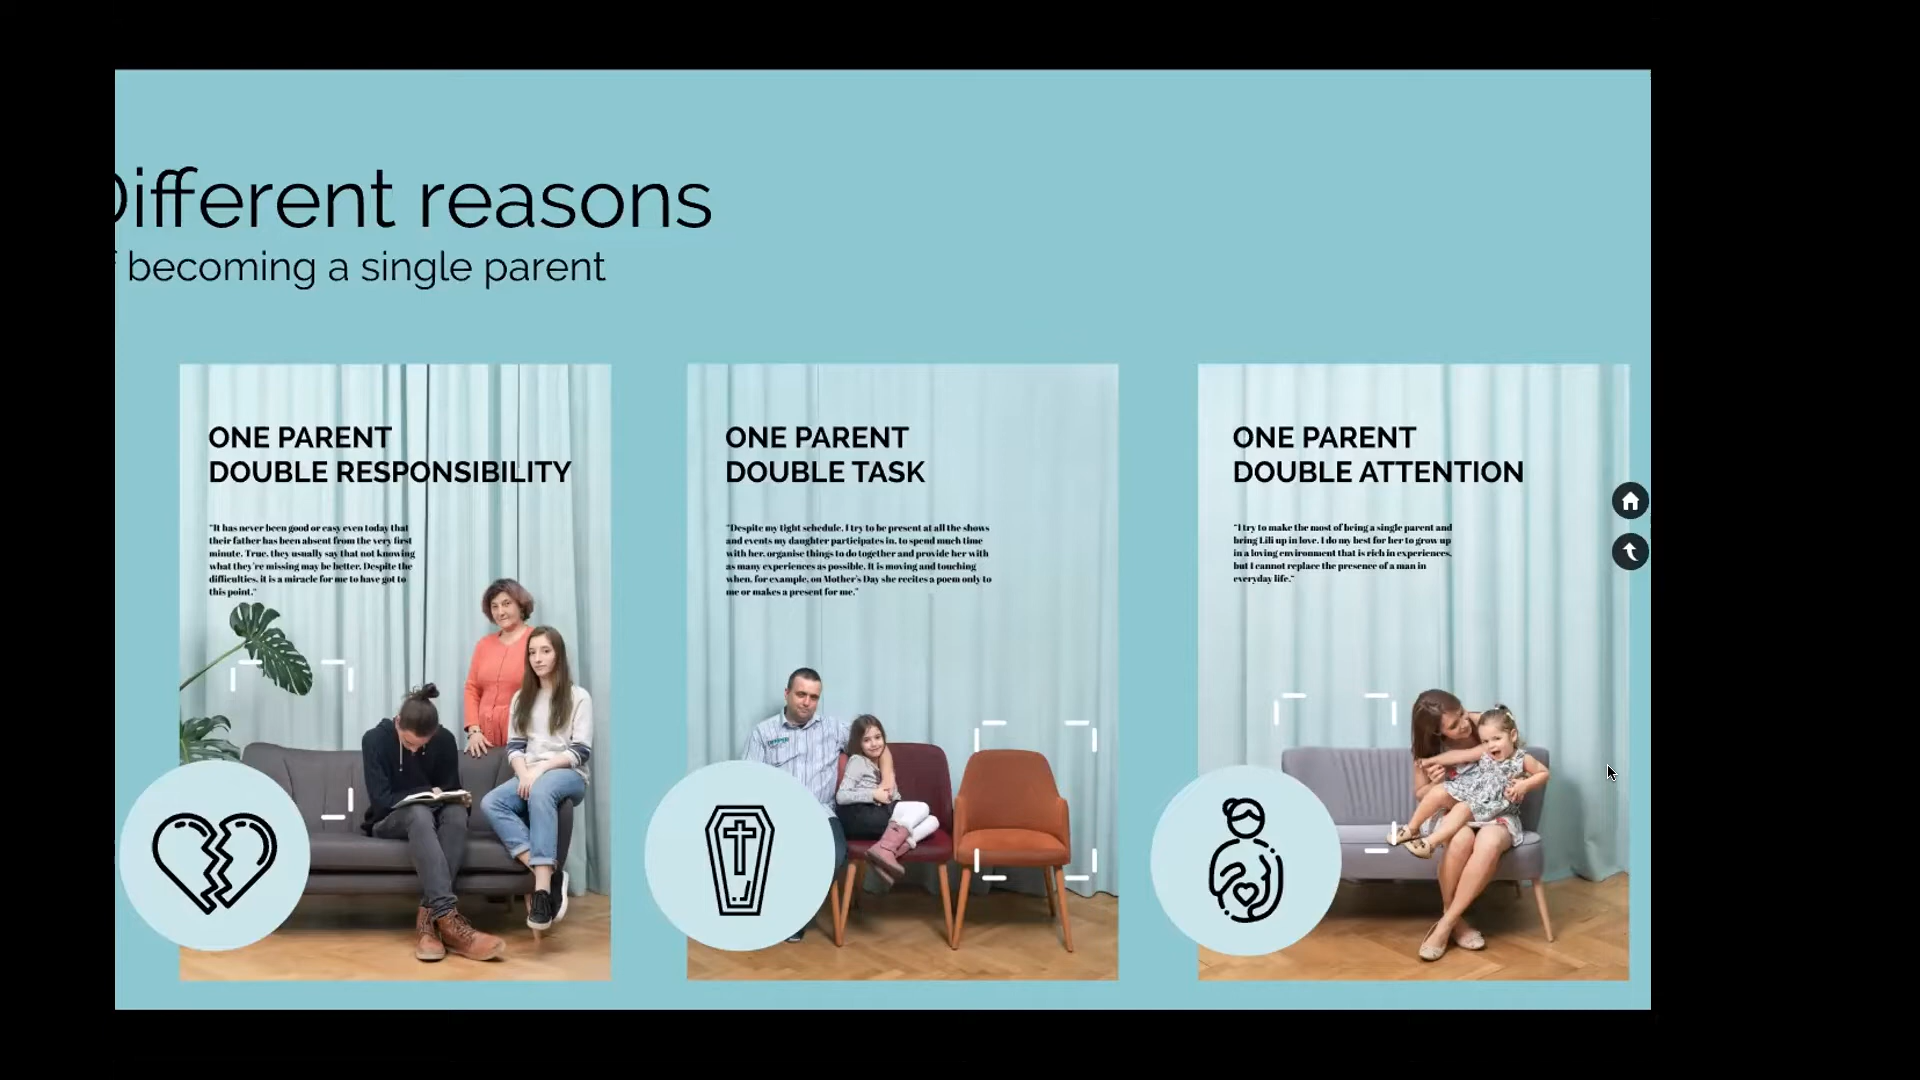 Different reasons
f becoming a single parent
ONE PARENT
DOUBLE RESPONSIBILITY
"It has never been good or easy even today that
their father has been absent from the very first
minute. True, they usually say that not knowing
what they're missing may be better. Despite the
difficulties, it is a miracle for me to have got to
this point."
ONE PARENT
DOUBLE TASK
"Despite my tight schedule, I try to be present at all the shows
and events my daughter participates in, to spend much time
with her, organise things to do together and provide her with
as many experiences as possible. It is moving and touching
when, for example, on Mother's Day she recites a poem only to
me or makes a present for me."
ONE PARENT
DOUBLE ATTENTION
"I try to make the most of being a single parent and
bring Lili up in love. I do my best for her to grow up
in a loving environment that is rich in experiences,
but I cannot replace the presence of a man in
everyday life."